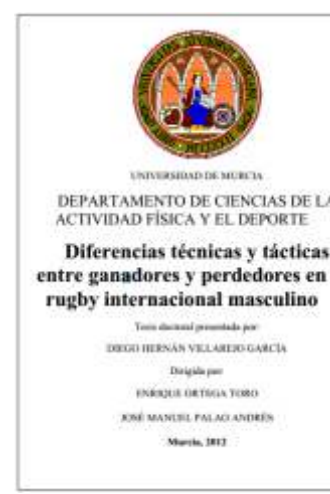 UNIVERSIDAD DE MURCIA
DEPARTAMENTO DE CIENCIAS DE LA
ACTIVIDAD FÍSICA Y EL DEPORTE
Diferencias técnicas y tácticas
entre ganadores y perdedores en
rugby internacional masculino
Tesis doctoral presentada por:
DIEGO HERNÁN VILLAREJO GARCÍA
Dirigida por:
ENRIQUE ORTEGA TORO
JOSÉ MANUEL PALAO ANDRÉS
Murcia, 2012